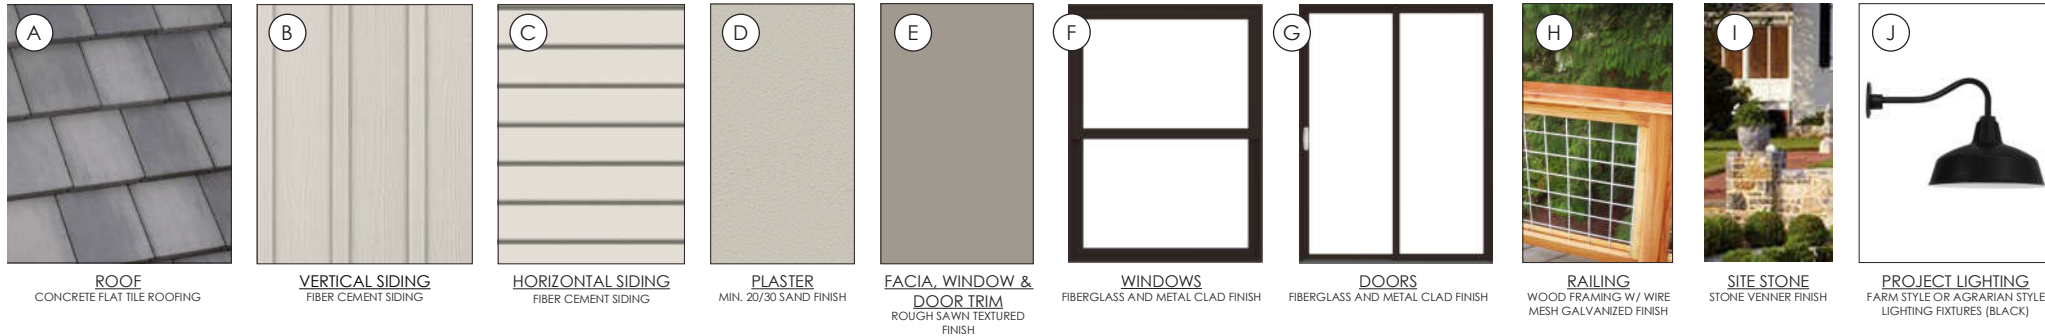 A
ROOF
CONCRETE FLAT TILE ROOFING
B
VERTICAL SIDING
FIBER CEMENT SIDING
C
HORIZONTAL SIDING
FIBER CEMENT SIDING
D
PLASTER
MIN. 20/30 SAND FINISH
E
FACIA, WINDOW &
DOOR TRIM
ROUGH SAWN TEXTURED
FINISH
F
WINDOWS
FIBERGLASS AND METAL CLAD FINISH
G
DOORS
FIBERGLASS AND METAL CLAD FINISH
H
RAILING
WOOD FRAMING W/ WIRE
MESH GALVANIZED FINISH
I
SITE STONE
STONE VENNER FINISH
J
PROJECT LIGHTING
FARM STYLE OR AGRARIAN STYLE
LIGHTING FIXTURES (BLACK)